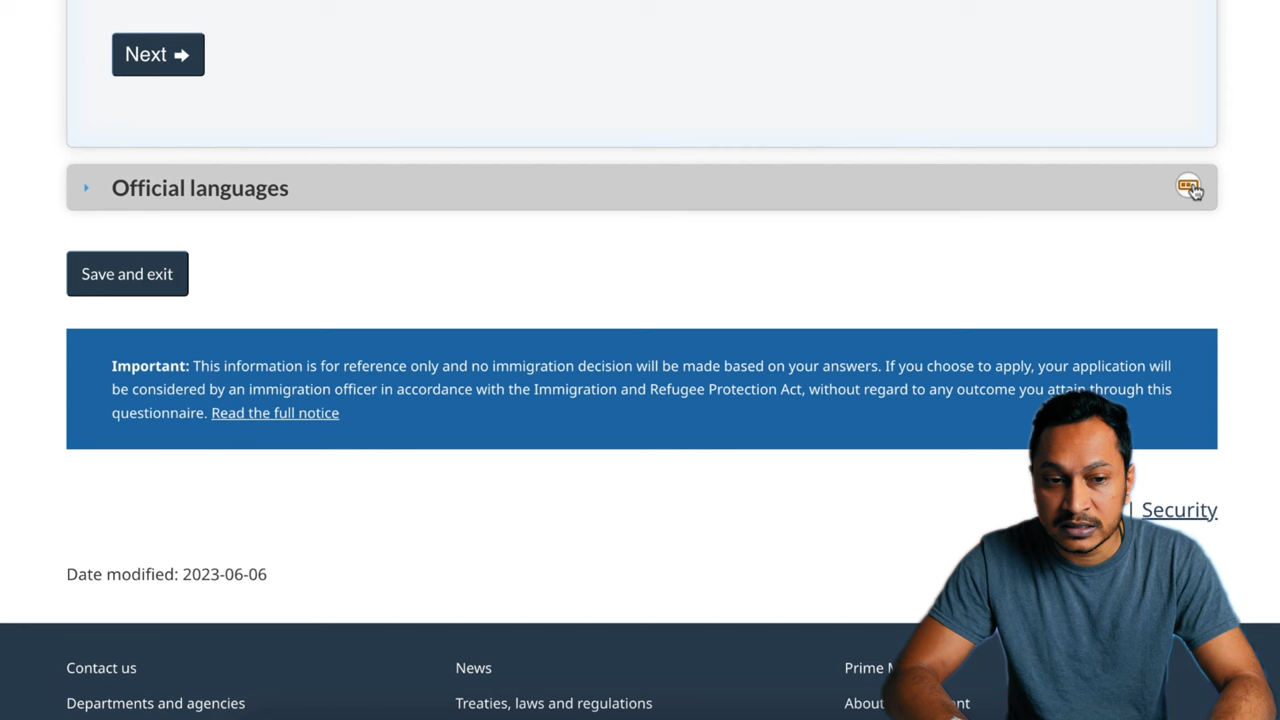 Next
Official languages
Save and exit
Important: This information is for reference only and no immigration decision will be made based on your answers. If you choose to apply, your application will
be considered by an immigration officer in accordance with the Immigration and Refugee Protection Act, without regard to any outcome you attain through this
questionnaire. Read the full notice
| Security
Date modified: 2023-06-06
Contact us News Prime
Departments and agencies Treaties, laws and regulations